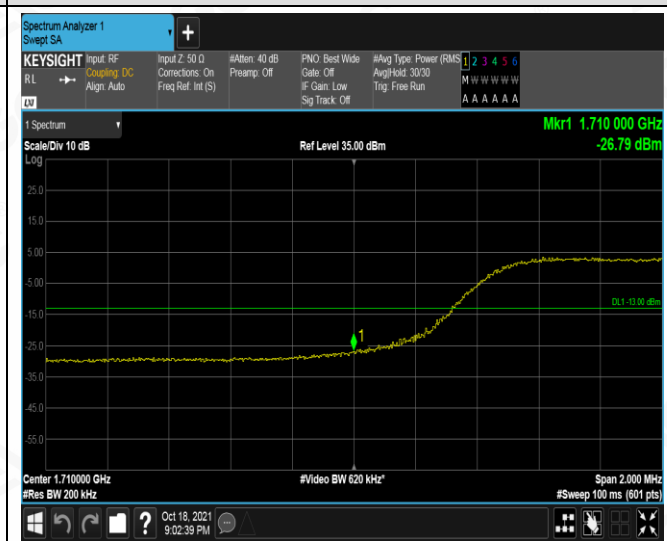 Spectrum Analyzer 1
Swept SA
+
KEYSIGHT
RL
LXI
Input: RF
Coupling: DC
Align: Auto
Input Z: 50 Ω
Corrections: On
Freq Ref: Int (S)
#Atten: 40 dB
Preamp: Off
PNO: Best Wide
Gate: Off
IF Gain: Low
Sig Track: Off
#Avg Type: Power (RMS
Avg|Hold: 30/30
Trig: Free Run
1 2 3 4 5 6
M W W W W W
A A A A A A
1 Spectrum
Mkr1 1.710 000 GHz
Scale/Div 10 dB
Ref Level 35.00 dBm
-26.79 dBm
Log
25.0
15.0
5.00
-5.00
DL1 -13.00 dBm
-15.0
1
-25.0
-35.0
-45.0
-55.0
Center 1.710000 GHz
#Video BW 620 kHz*
Span 2.000 MHz
#Res BW 200 kHz
#Sweep 100 ms (601 pts)
?
Oct 18, 2021
9:02:39 PM